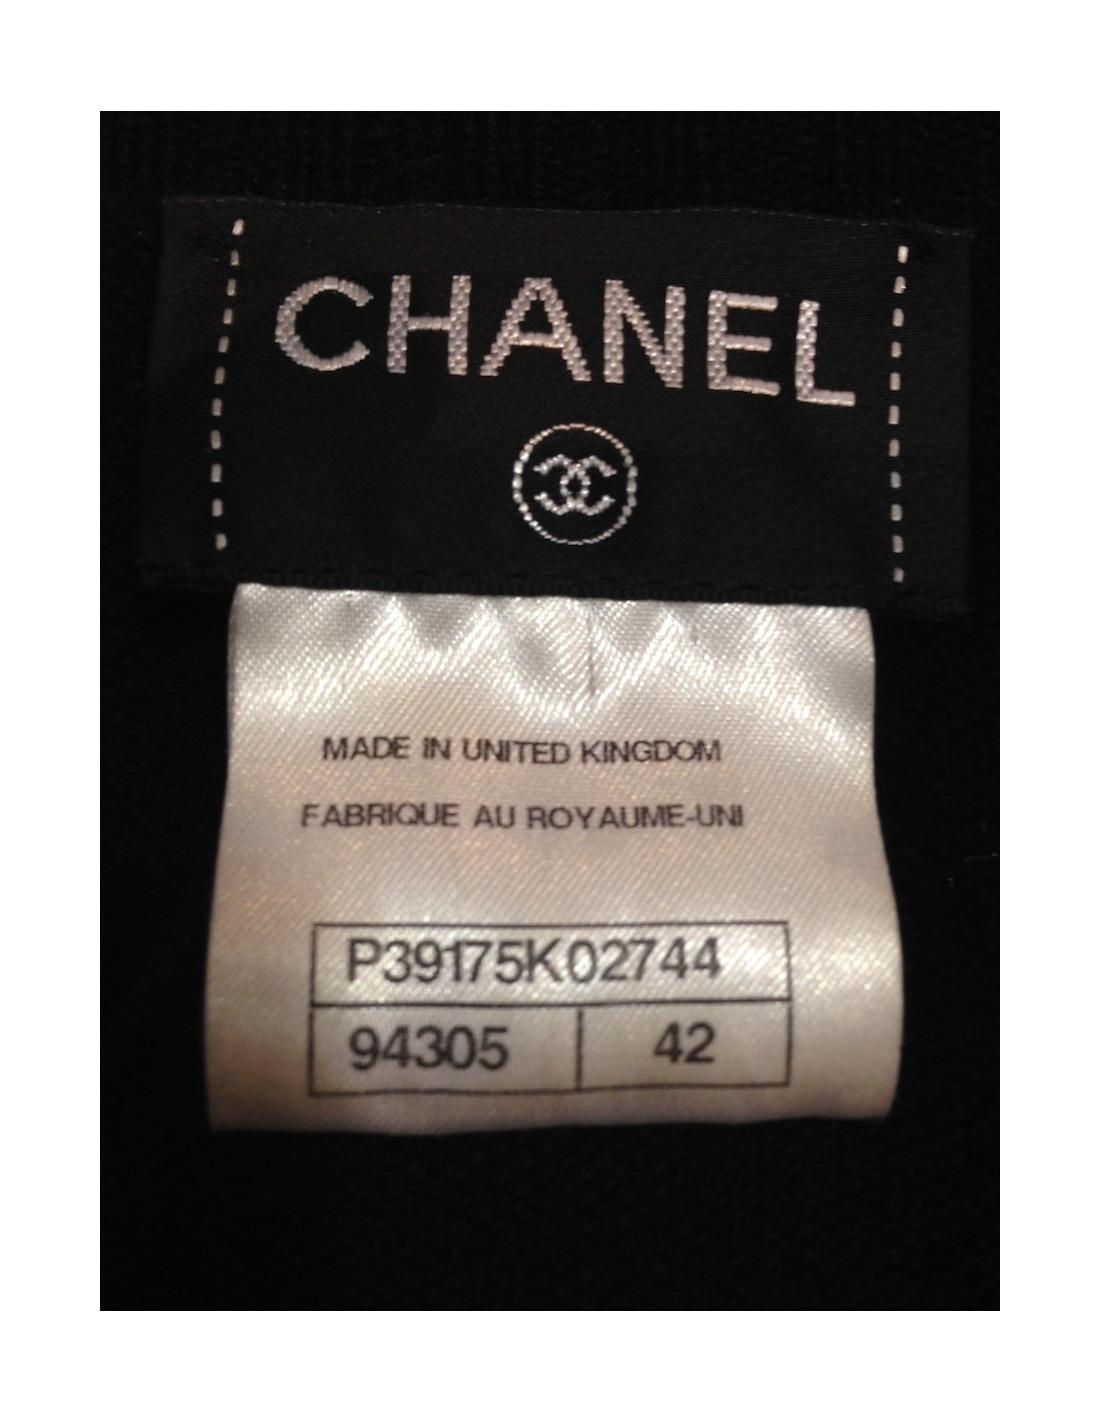 CHANEL
MADE IN UNITED KINGDOM
FABRIQUE AU ROYAUME-UNI
P39175K02744
94305 42